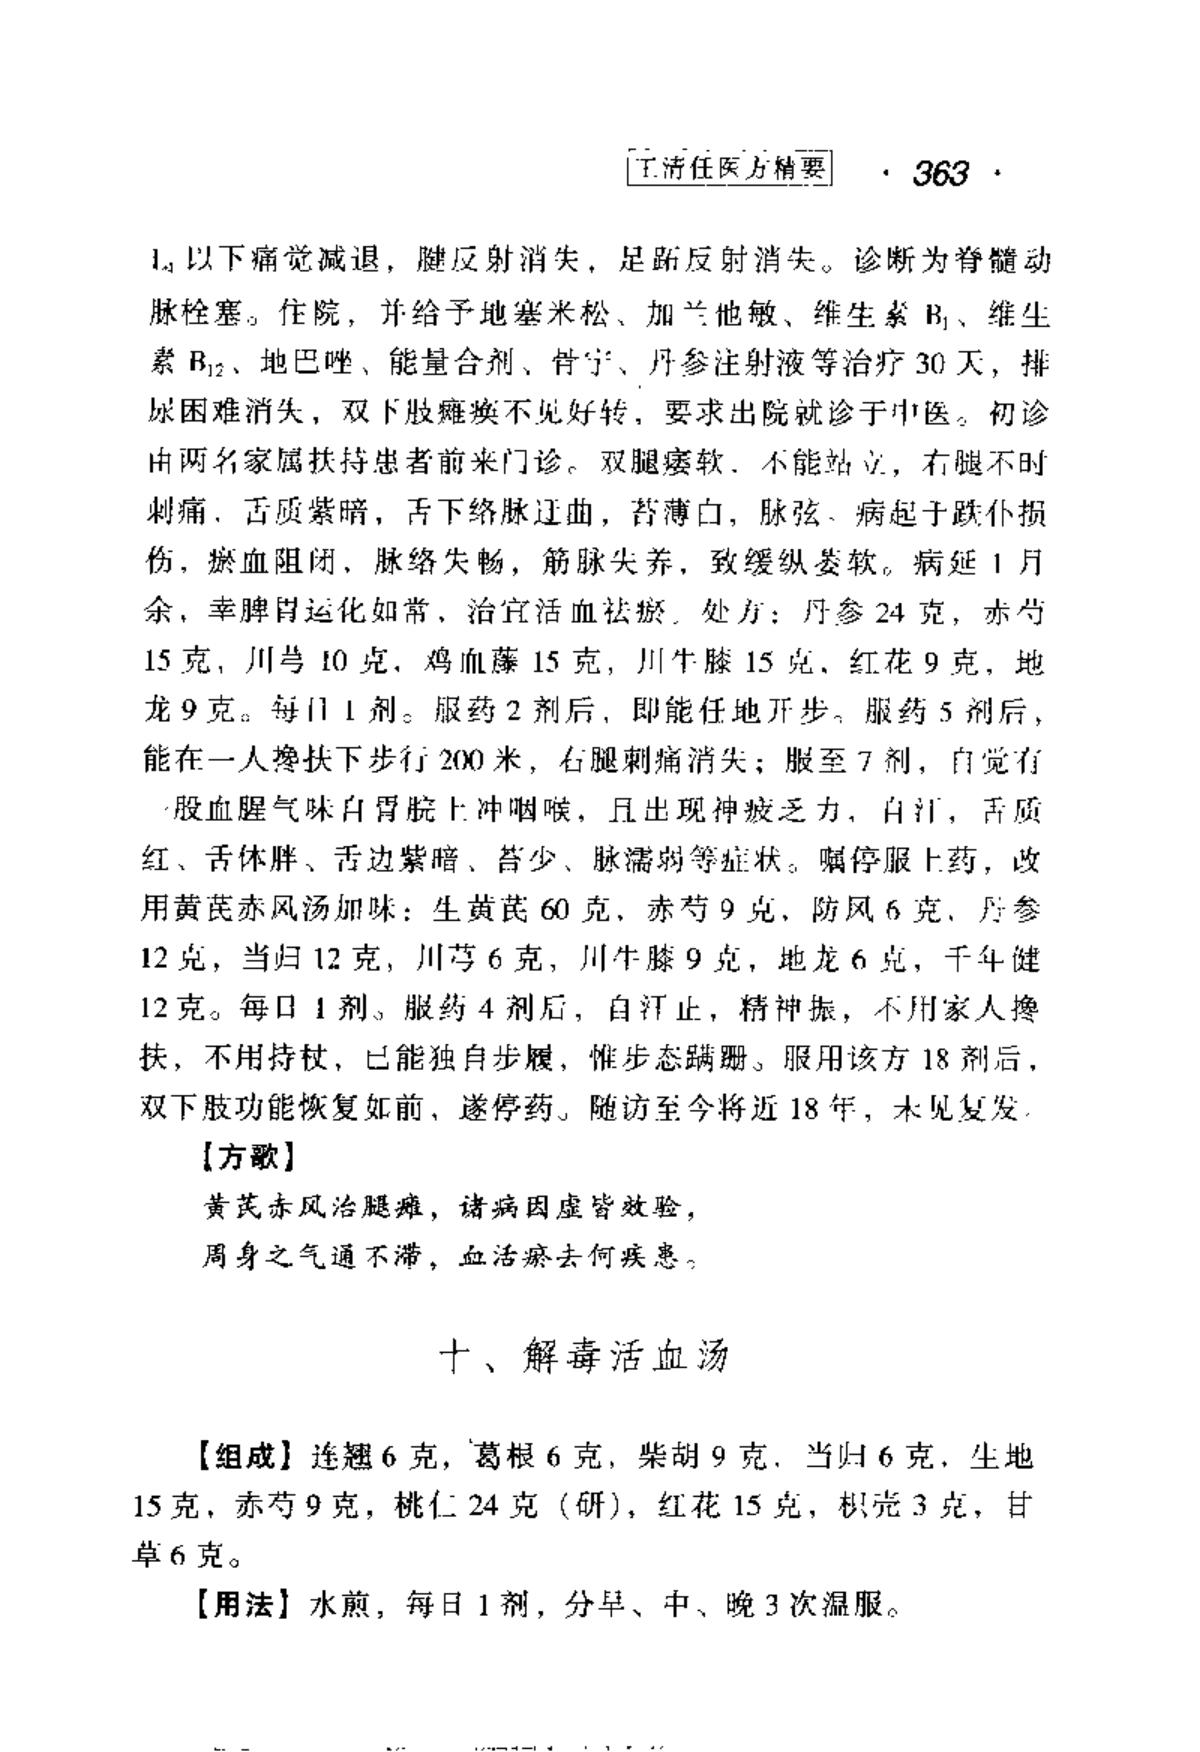 王清任医方精要 · 363 ·
L₄ 以下痛觉减退，腱反射消失，足跖反射消失。诊断为脊髓动
脉栓塞。住院，并给予地塞米松、加兰他敏、维生素 B₁、维生
素 B₁₂、地巴唑、能量合剂、骨宁、丹参注射液等治疗 30 天，排
尿困难消失，双下肢瘫痪不见好转，要求出院就诊于中医。初诊
由两名家属扶持患者前来门诊。双腿痿软，不能站立，右腿不时
刺痛，舌质紫暗，舌下络脉迂曲，苔薄白，脉弦。病起于跌仆损
伤，瘀血阻闭，脉络失畅，筋脉失养，致缓纵萎软。病延 1 月
余，幸脾胃运化如常，治宜活血祛瘀。处方：丹参 24 克，赤芍
15 克，川芎 10 克，鸡血藤 15 克，川牛膝 15 克，红花 9 克，地
龙 9 克。每日 1 剂。服药 2 剂后，即能任地开步。服药 5 剂后，
能在一人搀扶下步行 200 米，右腿刺痛消失；服至 7 剂，自觉有
一股血腥气味自胃脘上冲咽喉，且出现神疲乏力，自汗，舌质
红、舌体胖、舌边紫暗、苔少、脉濡弱等症状。嘱停服上药，改
用黄芪赤风汤加味：生黄芪 60 克，赤芍 9 克，防风 6 克，丹参
12 克，当归 12 克，川芎 6 克，川牛膝 9 克，地龙 6 克，千年健
12 克。每日 1 剂。服药 4 剂后，自汗止，精神振，不用家人搀
扶，不用持杖，已能独自步履，惟步态蹒跚。服用该方 18 剂后，
双下肢功能恢复如前，遂停药。随访至今将近 18 年，未见复发。
【方歌】
黄芪赤风治腿瘫，诸病因虚皆效验，
周身之气通不滞，血活瘀去何疾患。
十、解毒活血汤
【组成】连翘 6 克，葛根 6 克，柴胡 9 克，当归 6 克，生地
15 克，赤芍 9 克，桃仁 24 克（研），红花 15 克，枳壳 3 克，甘
草 6 克。
【用法】水煎，每日 1 剂，分早、中、晚 3 次温服。